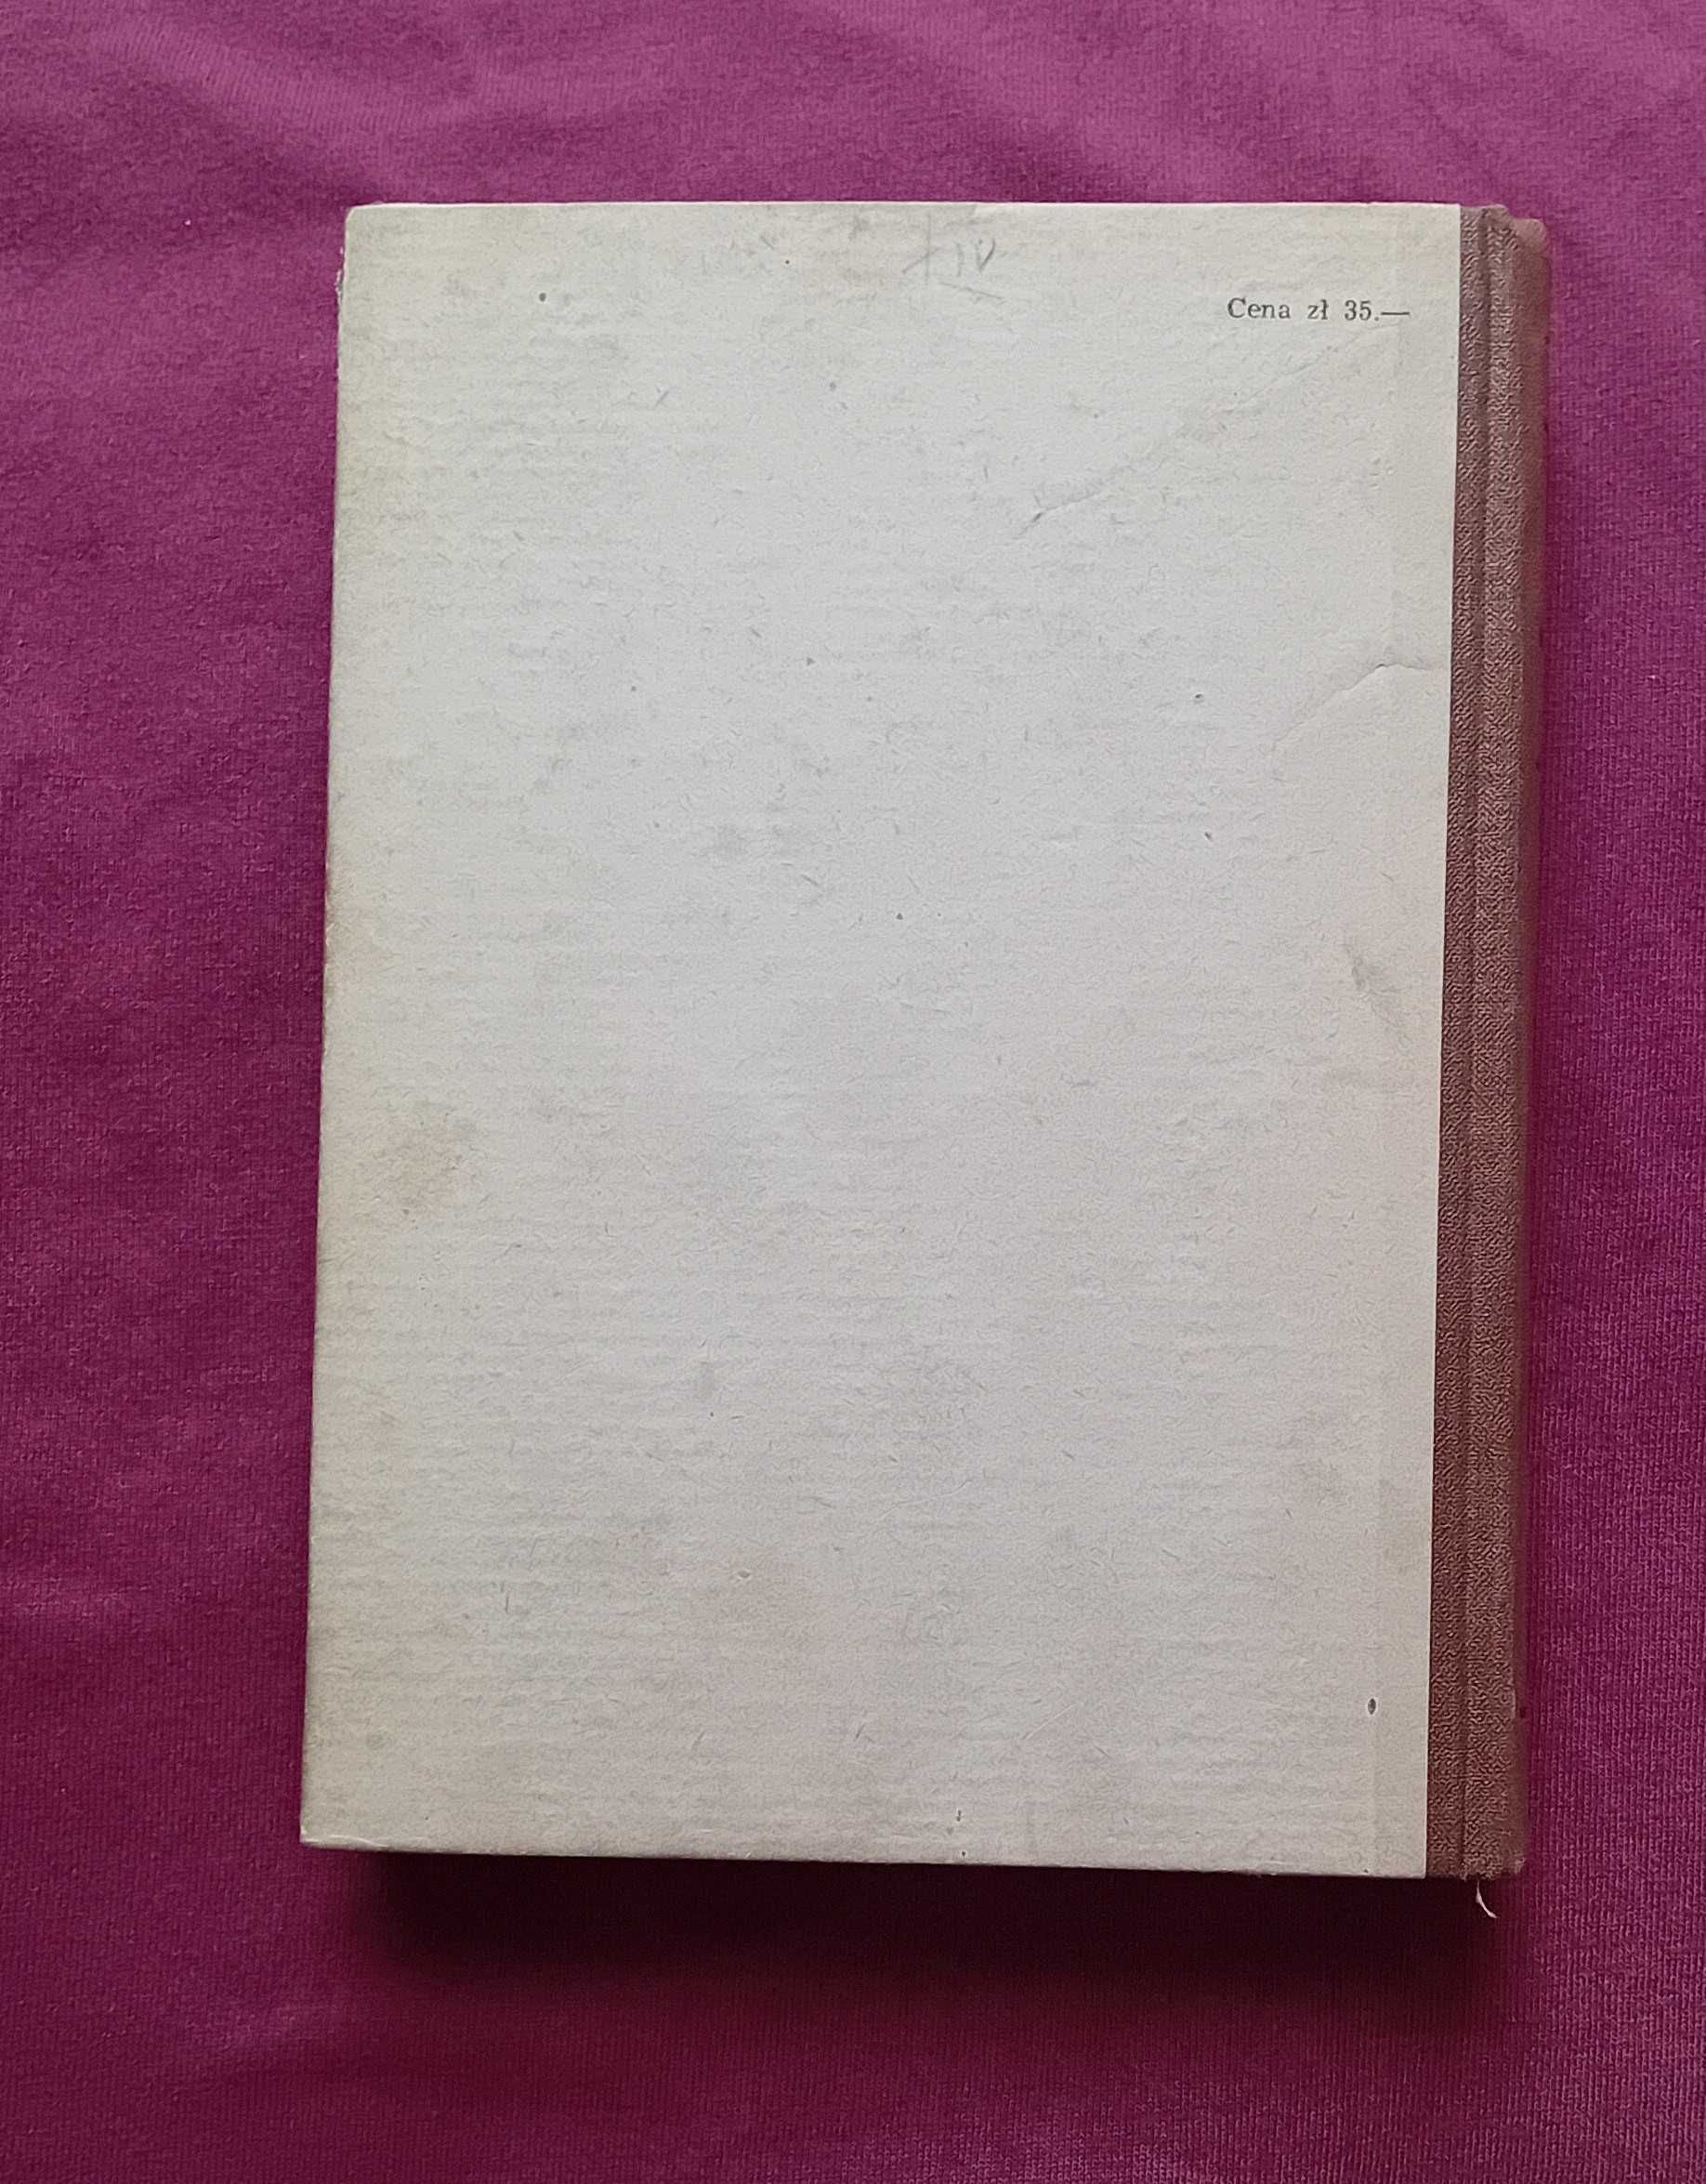 Cena zł 35.—